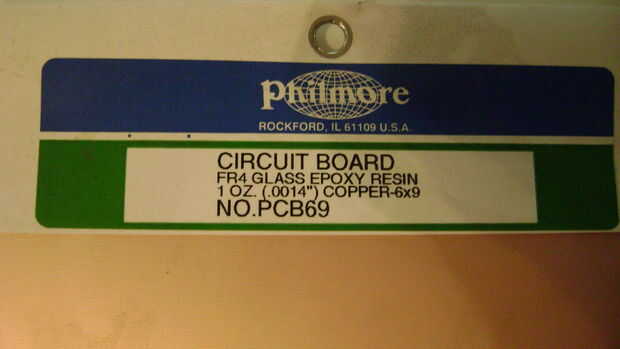 Philmore
ROCKFORD, IL 61109 U.S.A.
CIRCUIT BOARD
FR4 GLASS EPOXY RESIN
1 OZ. (.0014") COPPER-6x9
NO.PCB69